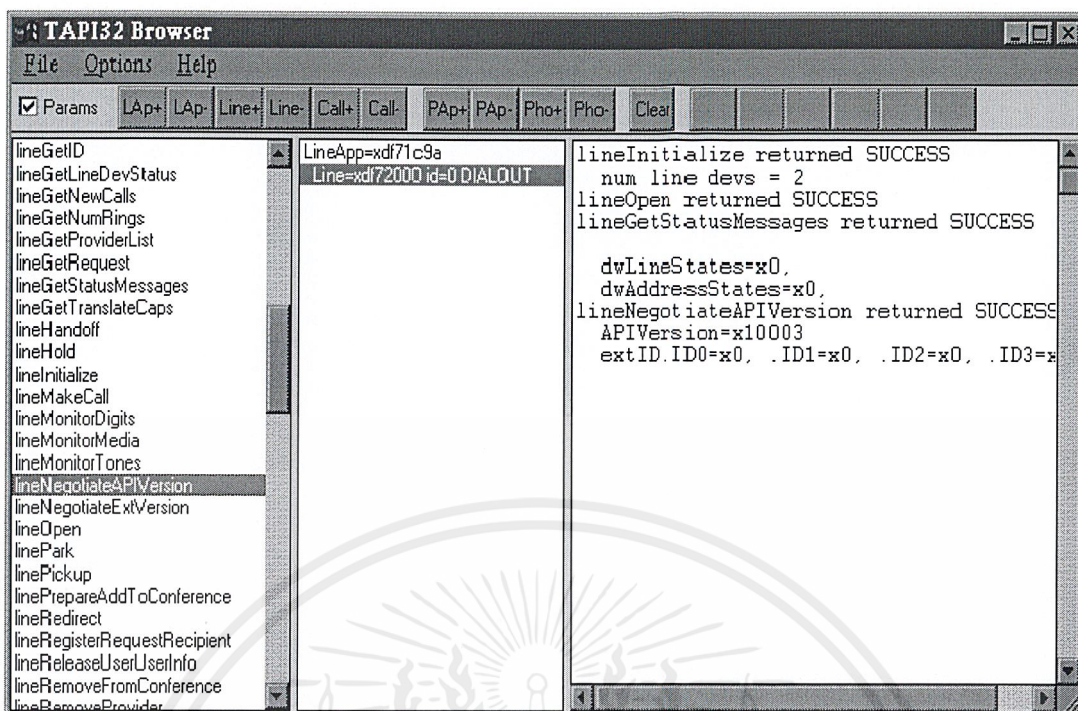 TAPI32 Browser
File Options Help
Params LAp+ LAp- Line+ Line- Call+ Call- PAp+ PAp- Pho+ Pho- Clear
lineGetID
lineGetLineDevStatus
lineGetNewCalls
lineGetNumRings
lineGetProviderList
lineGetRequest
lineGetStatusMessages
lineGetTranslateCaps
lineHandoff
lineHold
lineInitialize
lineMakeCall
lineMonitorDigits
lineMonitorMedia
lineMonitorTones
lineNegotiateAPIVersion
lineNegotiateExtVersion
lineOpen
linePark
linePickup
linePrepareAddToConference
lineRedirect
lineRegisterRequestRecipient
lineReleaseUserUserInfo
lineRemoveFromConference
lineRemoveProvider
LineApp=xdf71c9a
Line=xdf72000 id=0 DIALOUT
lineInitialize returned SUCCESS
num line devs = 2
lineOpen returned SUCCESS
lineGetStatusMessages returned SUCCESS
dwLineStates=x0,
dwAddressStates=x0,
lineNegotiateAPIVersion returned SUCCESS
APIVersion=x10003
extID.ID0=x0, .ID1=x0, .ID2=x0, .ID3=x